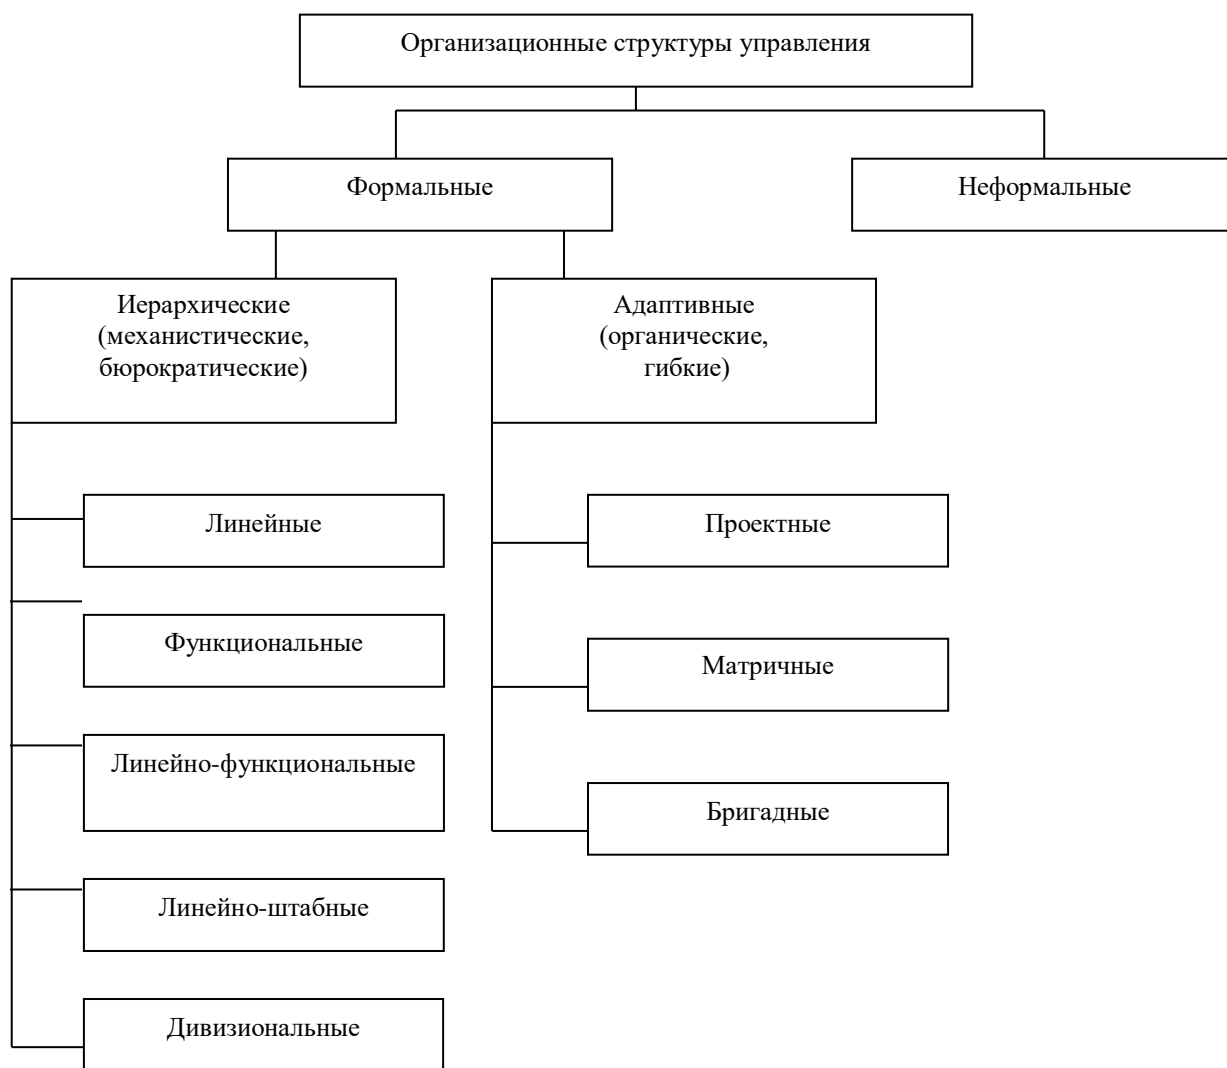 Организационные структуры управления
Формальные
Неформальные
Иерархические
(механистические,
бюрократические)
Адаптивные
(органические,
гибкие)
Линейные
Проектные
Функциональные
Матричные
Линейно-функциональные
Бригадные
Линейно-штабные
Дивизиональные